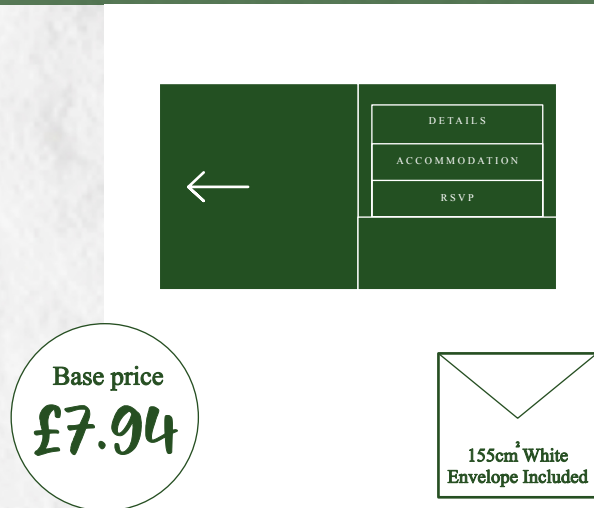 DETAILS
ACCOMMODATION
RSVP
Base price
£7.94
155cm² White
Envelope Included